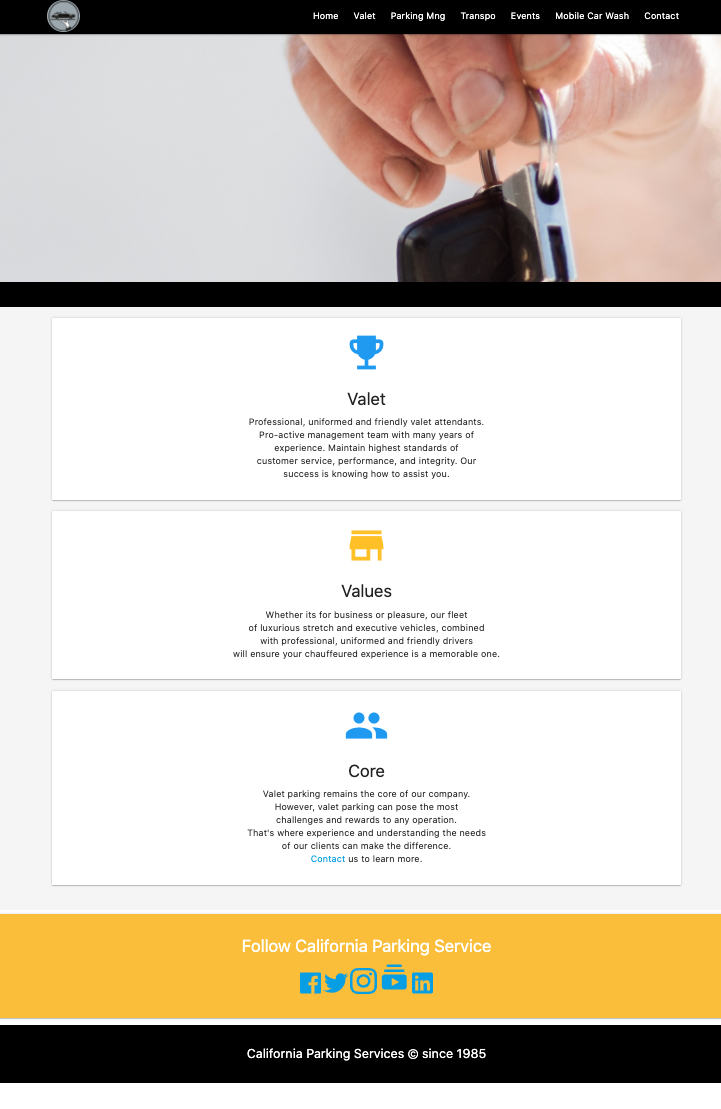 Home Valet Parking Mng Transpo Events Mobile Car Wash Contact
Valet
Professional, uniformed and friendly valet attendants.
Pro-active management team with many years of
experience. Maintain highest standards of
customer service, performance, and integrity. Our
success is knowing how to assist you.
Values
Whether its for business or pleasure, our fleet
of luxurious stretch and executive vehicles, combined
with professional, uniformed and friendly drivers
will ensure your chauffeured experience is a memorable one.
Core
Valet parking remains the core of our company.
However, valet parking can pose the most
challenges and rewards to any operation.
That's where experience and understanding the needs
of our clients can make the difference.
Contact us to learn more.
Follow California Parking Service
California Parking Services © since 1985